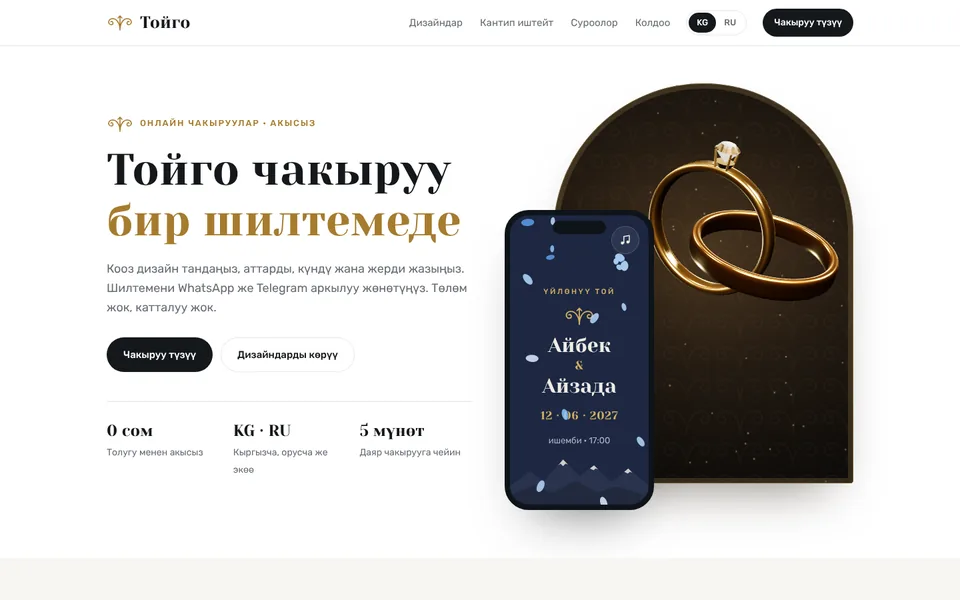 Тойго
Дизайндар
Кантип иштейт
Суроолор
Колдоо
KG
RU
Чакыруу түзүү
ОНЛАЙН ЧАКЫРУУЛАР · АКЫСЫЗ
Тойго чакыруу
бир шилтемеде
Кооз дизайн тандаңыз, аттарды, күндү жана жерди жазыңыз.
Шилтемени WhatsApp же Telegram аркылуу жөнөтүңүз. Төлөм
жок, катталуу жок.
Чакыруу түзүү
Дизайндарды көрүү
0 сом
Толугу менен акысыз
KG · RU
Кыргызча, орусча же
экөө
5 мүнөт
Даяр чакырууга чейин
ҮЙЛӨНҮҮ ТОЙ
Айбек
&
Айзада
12 · 06 · 2027
ишемби • 17:00